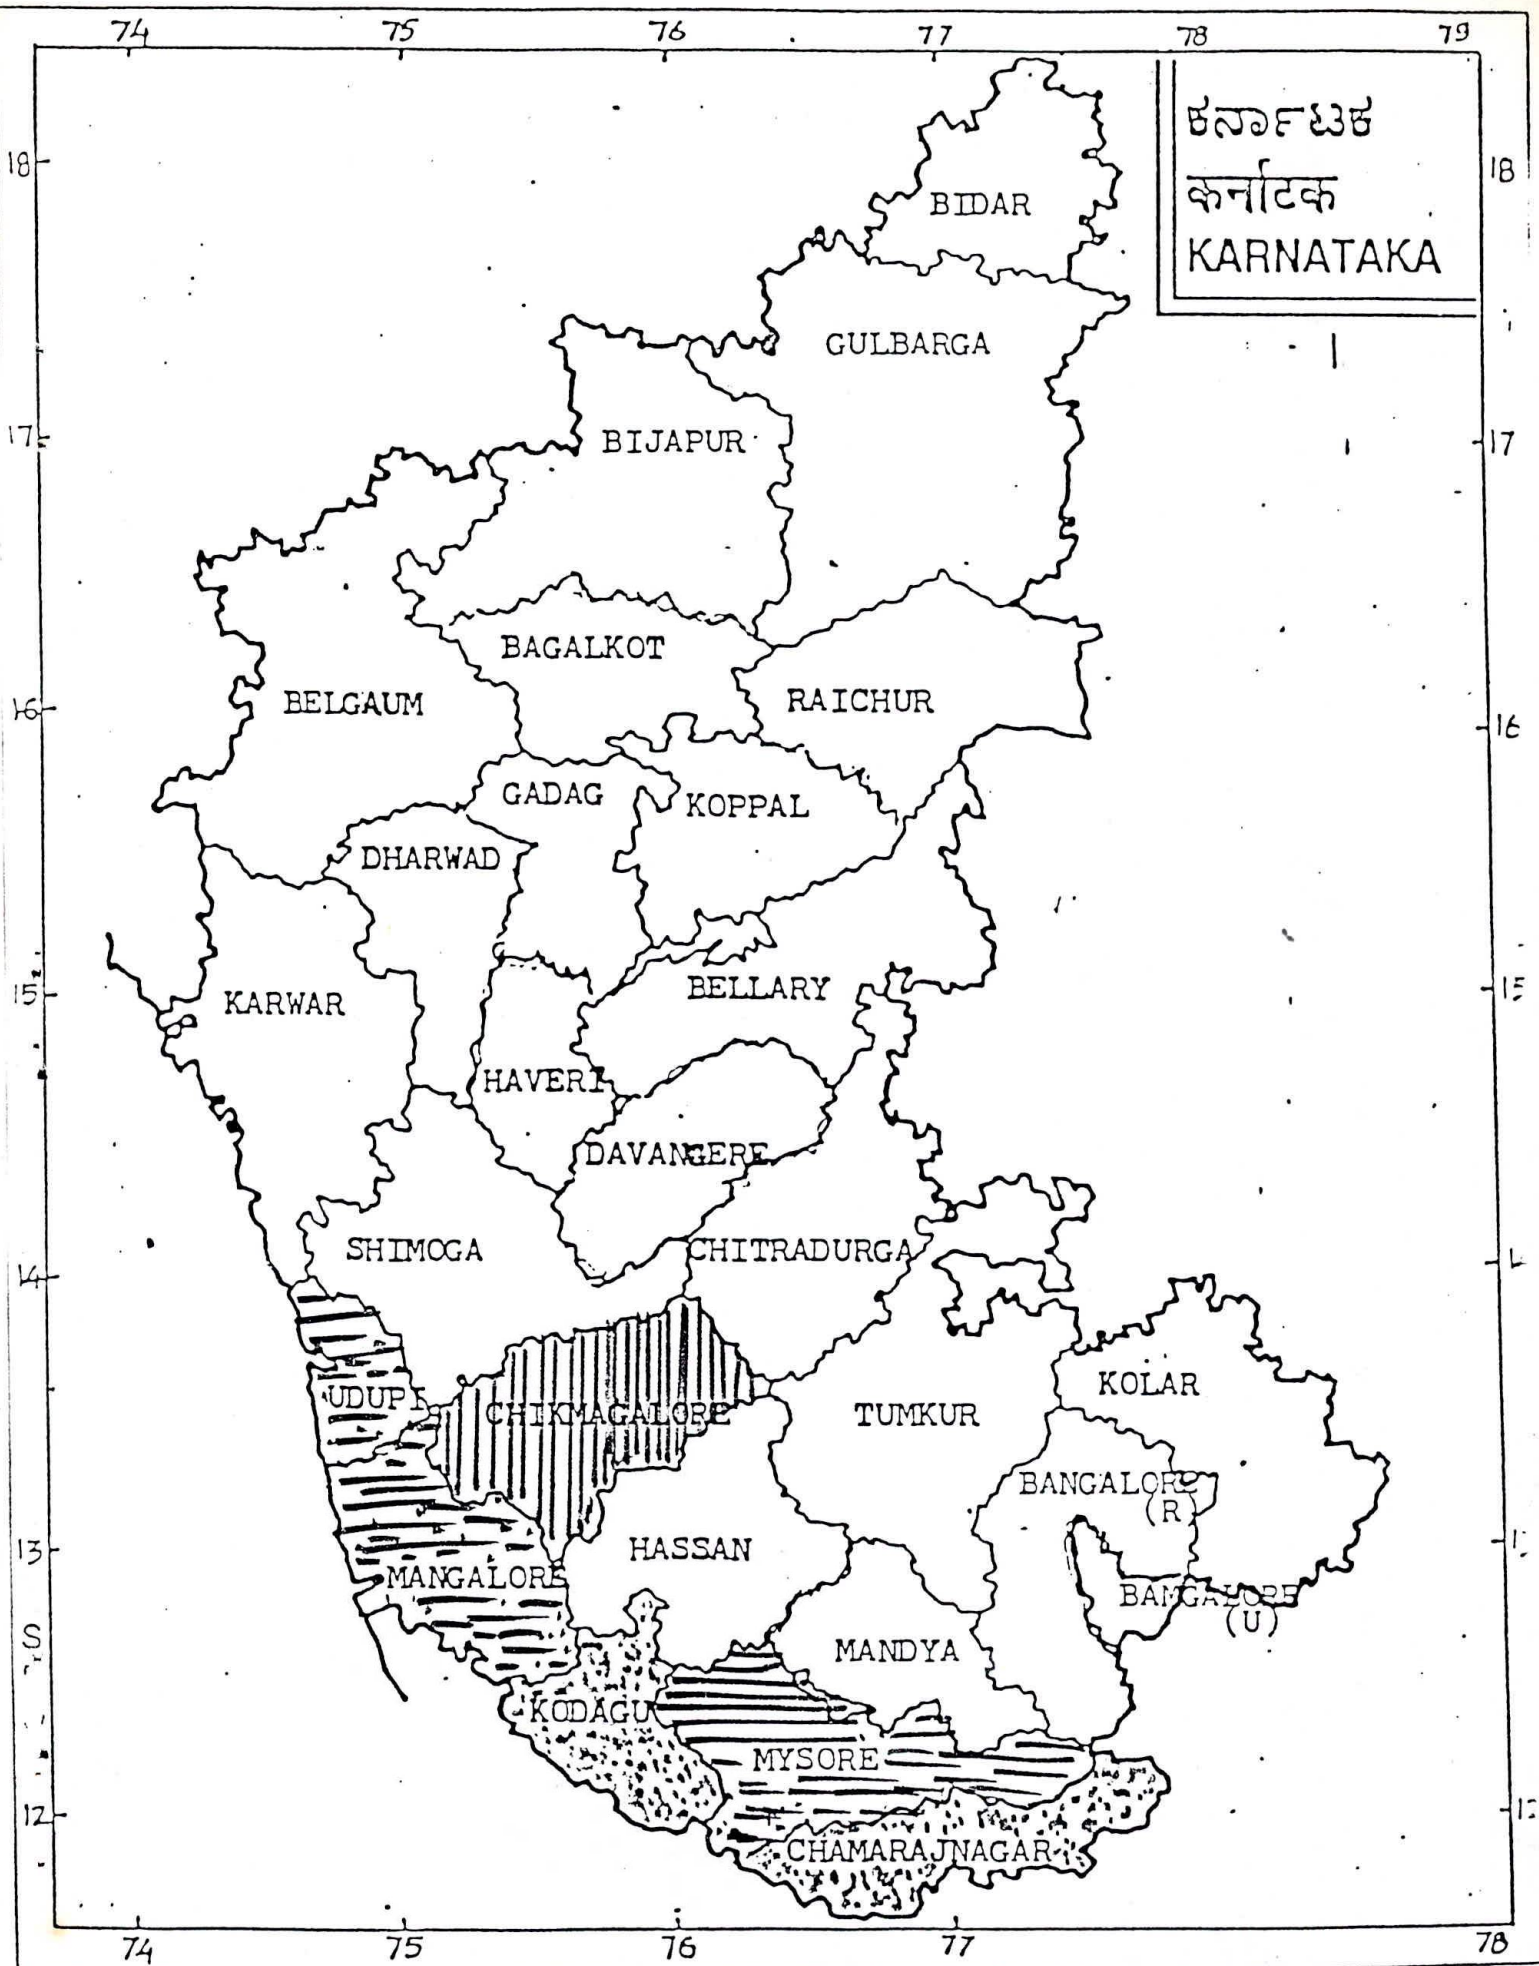 74 75 76 77 78 79
ಕರ್ನಾಟಕ
कर्नाटक
KARNATAKA
18 18
BIDAR
GULBARGA
17 17
BIJAPUR
BAGALKOT
BELGAUM RAICHUR
16 16
GADAG KOPPAL
DHARWAD
15 15
KARWAR BELLARY
HAVERI
DAVANGERE
SHIMOGA CHITRADURGA
14
UDUPI CHIKMAGALORE TUMKUR KOLAR
BANGALORE
(R)
13
HASSAN
MANGALORE BAMGALORE
(U)
S
MANDYA
KODAGU
MYSORE
12
CHAMARAJNAGAR
74 75 76 77 78